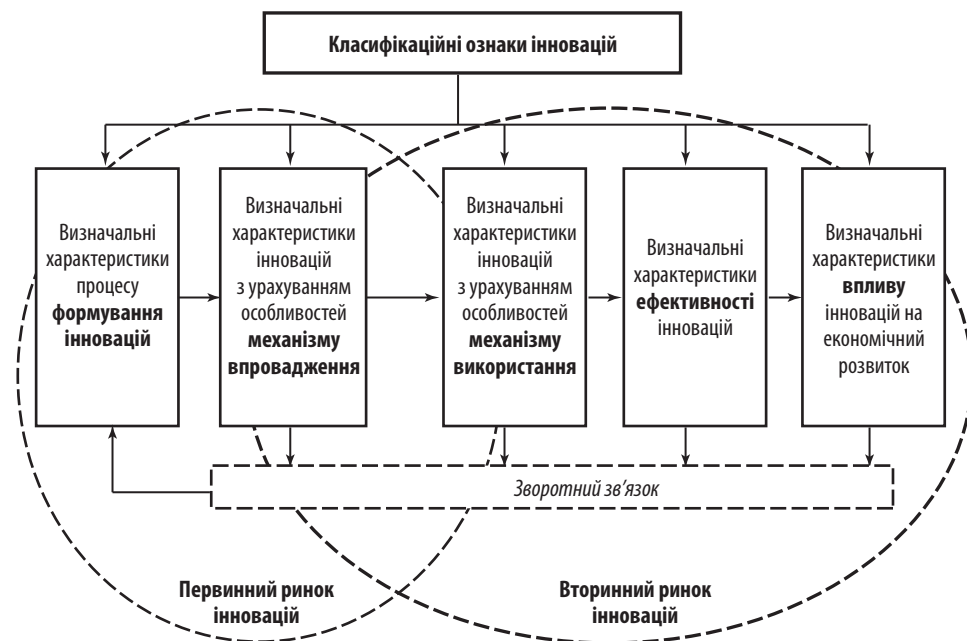 Класифікаційні ознаки інновацій
Визначальні
характеристики
процесу
формування
інновацій
Визначальні
характеристики
інновацій
з урахуванням
особливостей
механізму
впровадження
Визначальні
характеристики
інновацій
з урахуванням
особливостей
механізму
використання
Визначальні
характеристики
ефективності
інновацій
Визначальні
характеристики
впливу
інновацій на
економічний
розвиток
Зворотний зв'язок
Первинний ринок
інновацій
Вторинний ринок
інновацій